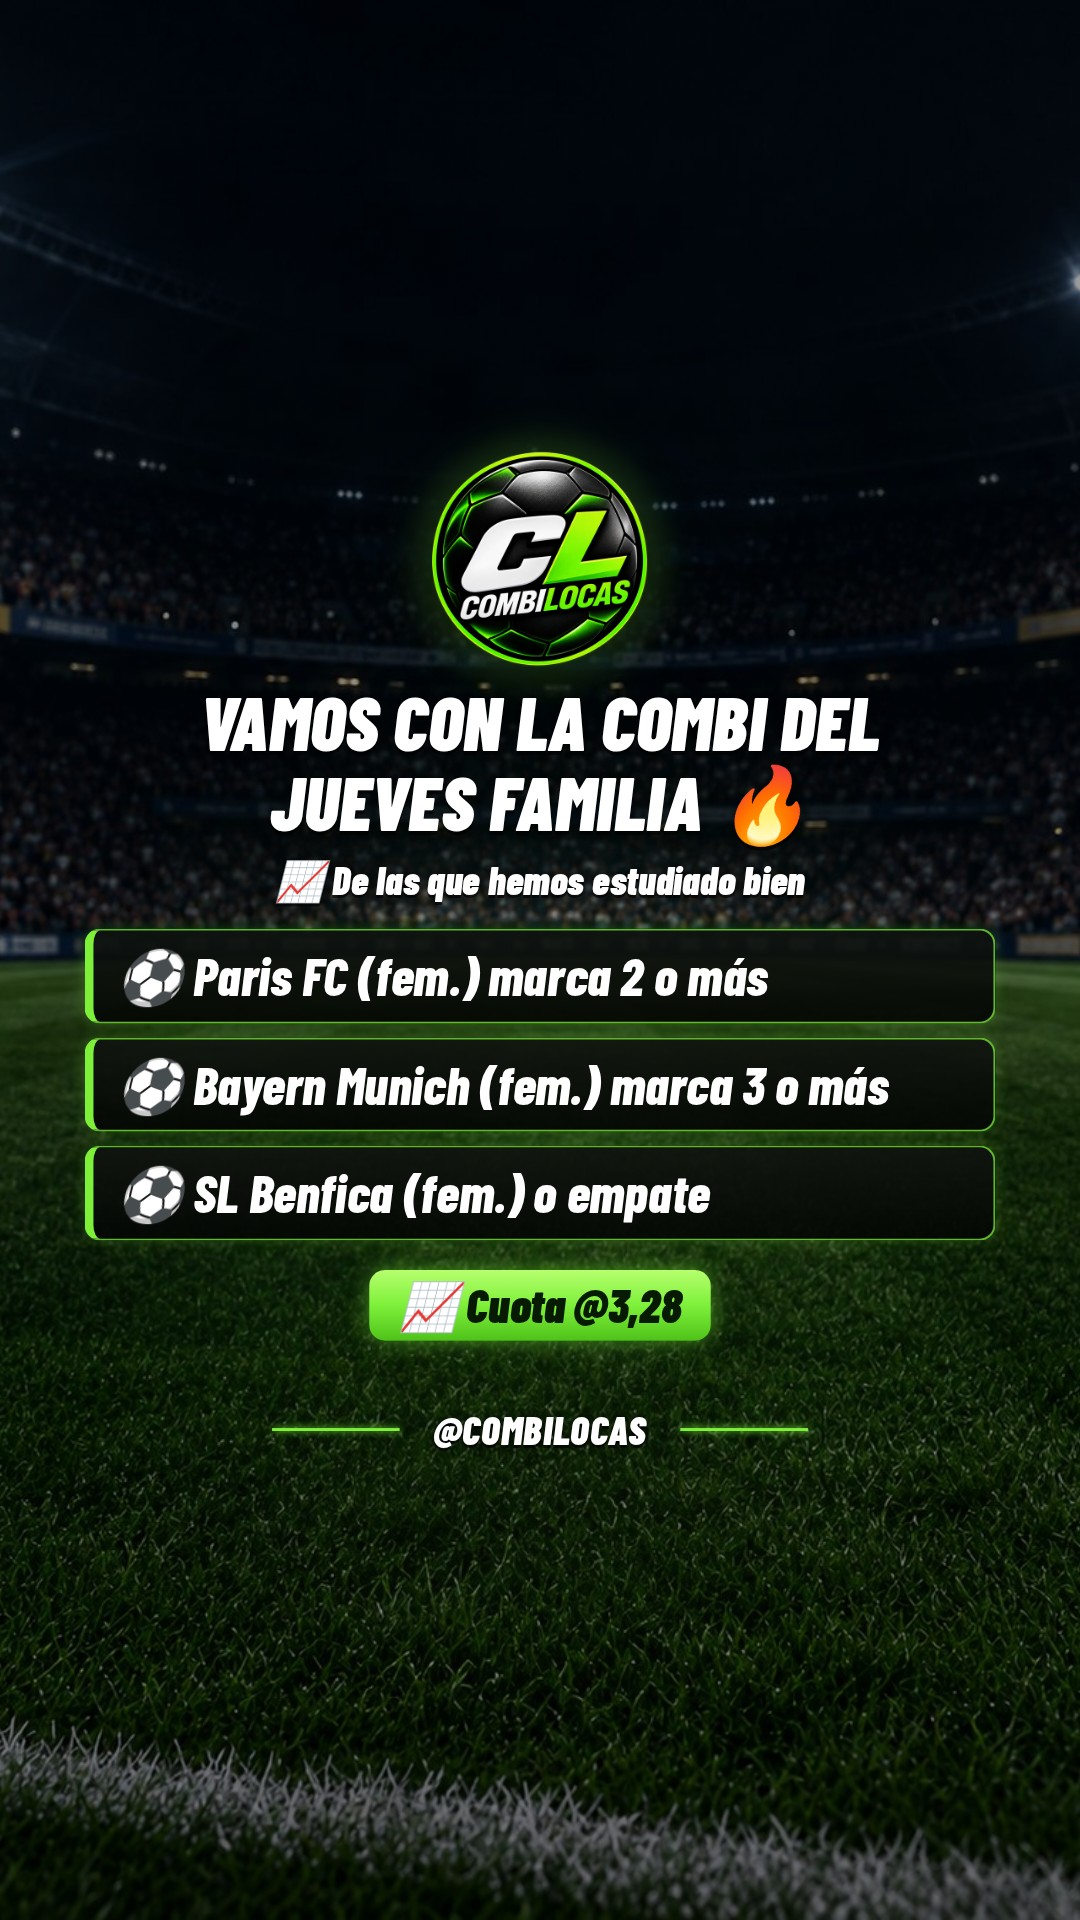 CL
COMBILOCAS
VAMOS CON LA COMBI DEL
JUEVES FAMILIA 🔥
📈 De las que hemos estudiado bien
⚽ Paris FC (fem.) marca 2 o más
⚽ Bayern Munich (fem.) marca 3 o más
⚽ SL Benfica (fem.) o empate
📈 Cuota @3,28
@COMBILOCAS